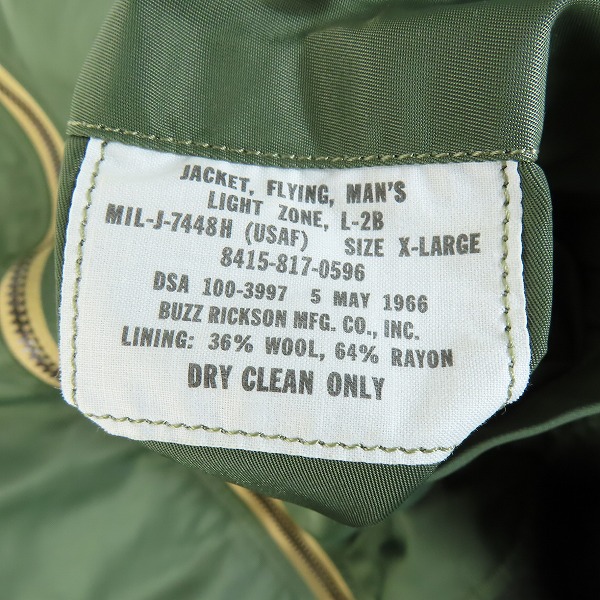 JACKET, FLYING, MAN'S
LIGHT ZONE, L-2B
MIL-J-7448H (USAF) SIZE X-LARGE
8415-817-0596
DSA 100-3997 5 MAY 1966
BUZZ RICKSON MFG. CO., INC.
LINING: 36% WOOL, 64% RAYON
DRY CLEAN ONLY